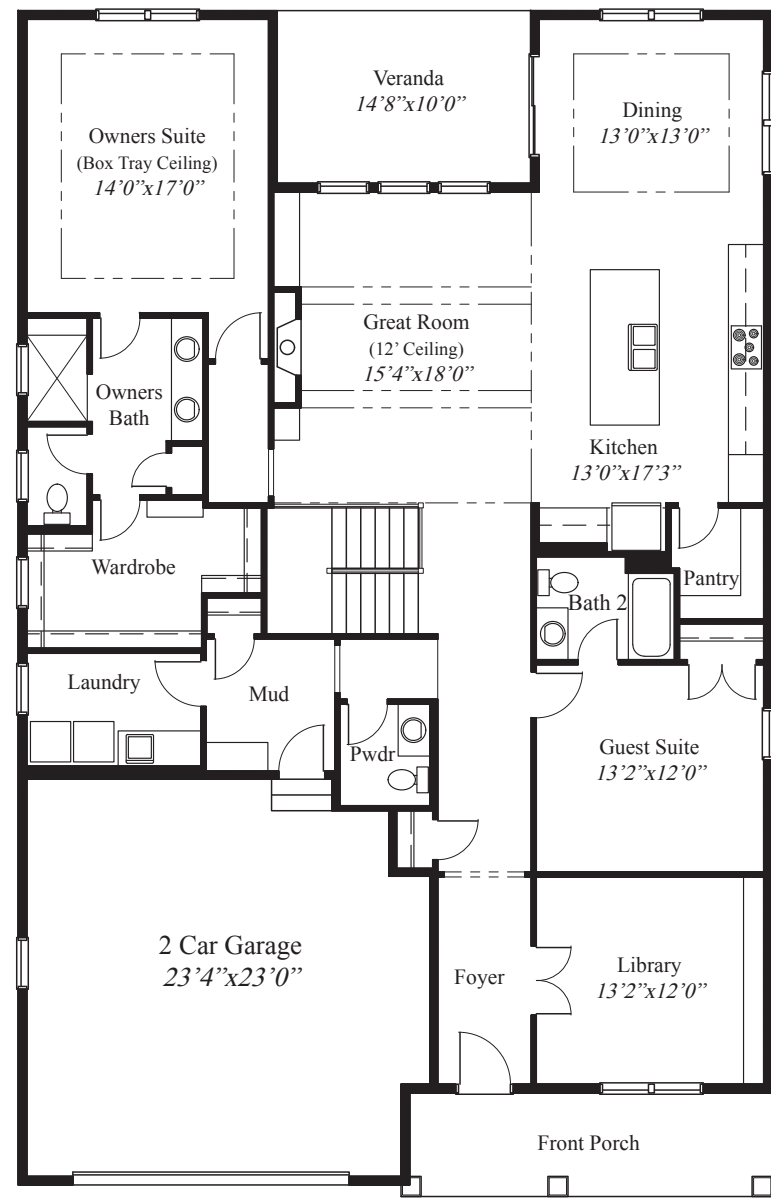 Veranda
14’8”x10’0”
Dining
13’0”x13’0”
Owners Suite
(Box Tray Ceiling)
14’0”x17’0”
Great Room
(12’ Ceiling)
15’4”x18’0”
Owners
Bath
Kitchen
13’0”x17’3”
Wardrobe
Pantry
Bath 2
Laundry
Mud
Pwdr
Guest Suite
13’2”x12’0”
2 Car Garage
23’4”x23’0”
Foyer
Library
13’2”x12’0”
Front Porch